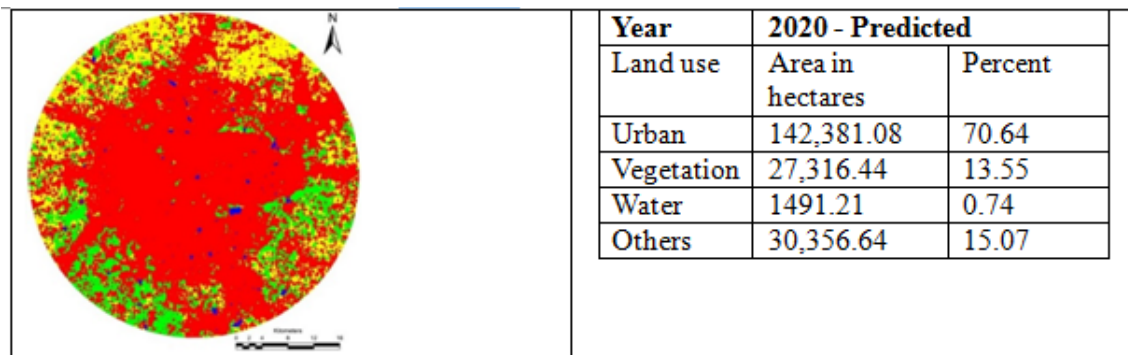 N
Kilometers
Year 2020 - Predicted
Land use Area in hectares Percent
Urban 142,381.08 70.64
Vegetation 27,316.44 13.55
Water 1491.21 0.74
Others 30,356.64 15.07